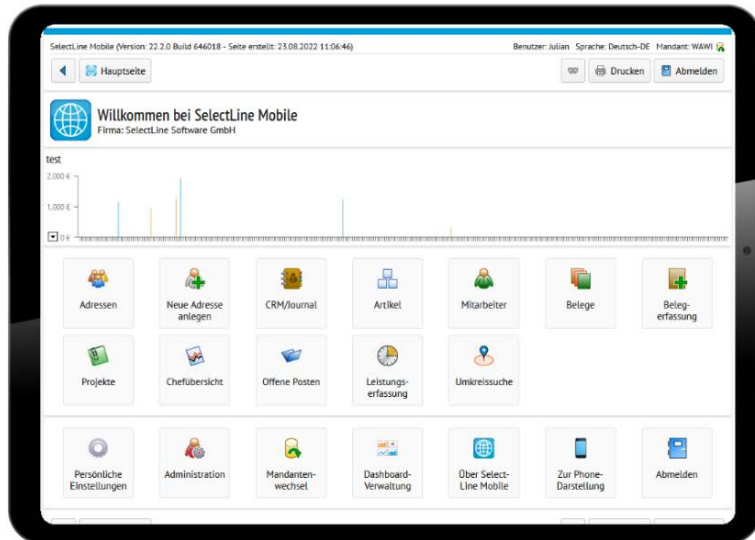 SelectLine Mobile (Version: 22.2.0 Build 646018 - Seite erstellt: 23.08.2022 11:06:46)
Benutzer: Julian Sprache: Deutsch-DE Mandant: WAWI
Hauptseite
Drucken
Abmelden
Willkommen bei SelectLine Mobile
Firma: SelectLine Software GmbH
test
2.000 €
1.000 €
0 €
Adressen
Neue Adresse
anlegen
CRM/Journal
Artikel
Mitarbeiter
Belege
Beleg-
erfassung
Projekte
Chefübersicht
Offene Posten
Leistungs-
erfassung
Umkreissuche
Persönliche
Einstellungen
Administration
Mandanten-
wechsel
Dashboard-
Verwaltung
Über Select-
Line Mobile
Zur Phone-
Darstellung
Abmelden